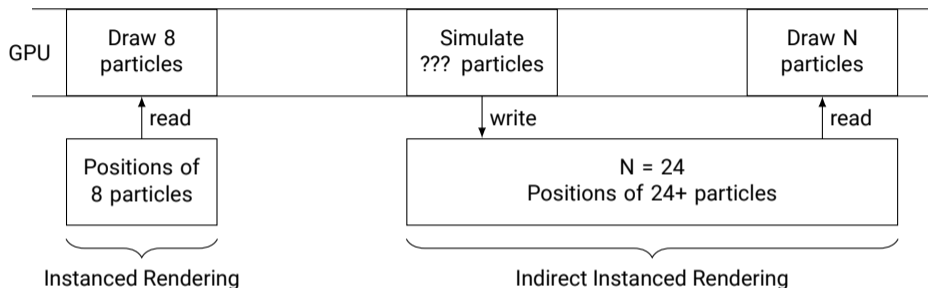 GPU
Draw 8
particles
Simulate
??? particles
Draw N
particles
read
write
read
Positions of
8 particles
N = 24
Positions of 24+ particles
Instanced Rendering
Indirect Instanced Rendering